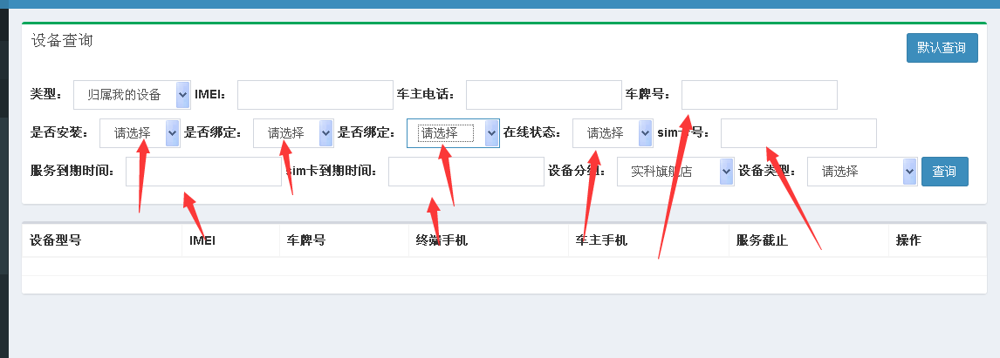 设备查询
默认查询
类型： 归属我的设备 IMEI： 车主电话： 车牌号：
是否安装： 请选择 是否绑定： 请选择 是否绑定： 请选择 在线状态： 请选择 sim卡号：
服务到期时间： sim卡到期时间： 设备分组： 实科旗舰店 设备类型： 请选择 查询
设备型号 IMEI 车牌号 终端手机 车主手机 服务截止 操作